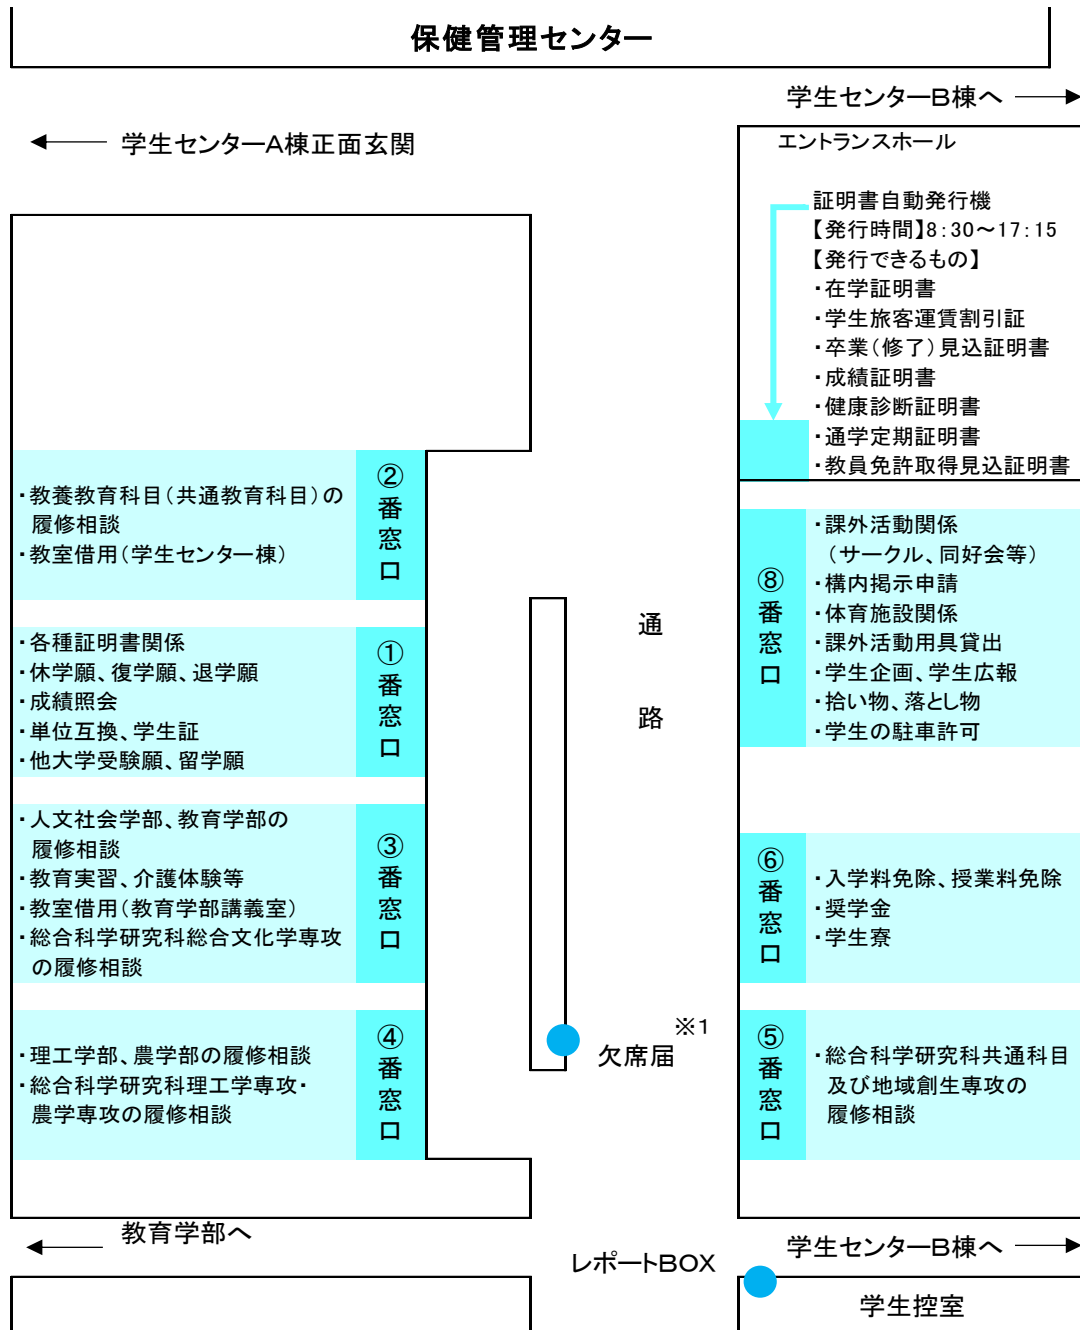 保健管理センター
学生センターB棟へ
学生センターA棟正面玄関
エントランスホール
証明書自動発行機
【発行時間】8:30～17:15
【発行できるもの】
・在学証明書
・学生旅客運賃割引証
・卒業(修了)見込証明書
・成績証明書
・健康診断証明書
・通学定期証明書
・教員免許取得見込証明書
・教養教育科目(共通教育科目)の
履修相談
・教室借用(学生センター棟)
②番窓口
・各種証明書関係
・休学願、復学願、退学願
・成績照会
・単位互換、学生証
・他大学受験願、留学願
①番窓口
・人文社会学部、教育学部の
履修相談
・教育実習、介護体験等
・教室借用(教育学部講義室)
・総合科学研究科総合文化学専攻
の履修相談
③番窓口
・理工学部、農学部の履修相談
・総合科学研究科理工学専攻・
農学専攻の履修相談
④番窓口
通路
※1
欠席届
⑧番窓口
・課外活動関係
(サークル、同好会等)
・構内掲示申請
・体育施設関係
・課外活動用具貸出
・学生企画、学生広報
・拾い物、落とし物
・学生の駐車許可
⑥番窓口
・入学料免除、授業料免除
・奨学金
・学生寮
⑤番窓口
・総合科学研究科共通科目
及び地域創生専攻の
履修相談
教育学部へ
学生センターB棟へ
レポートBOX
学生控室